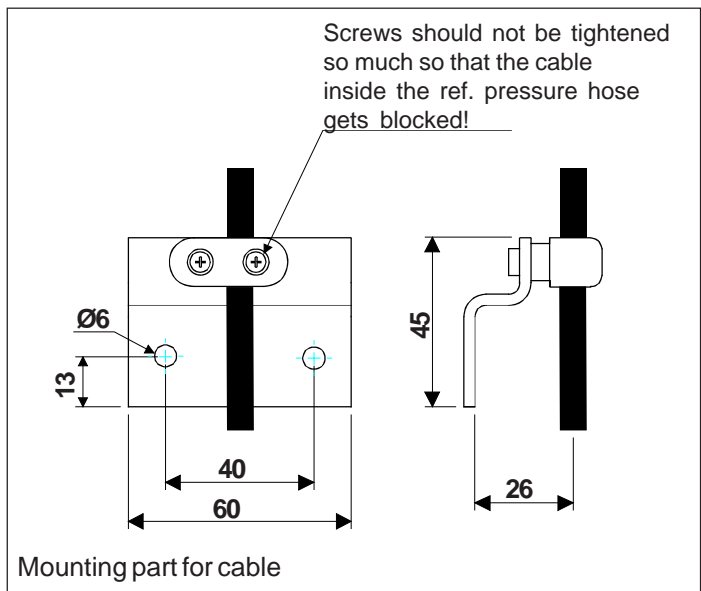 Screws should not be tightened
so much so that the cable
inside the ref. pressure hose
gets blocked!
Ø6
13
40
60
45
26
Mounting part for cable